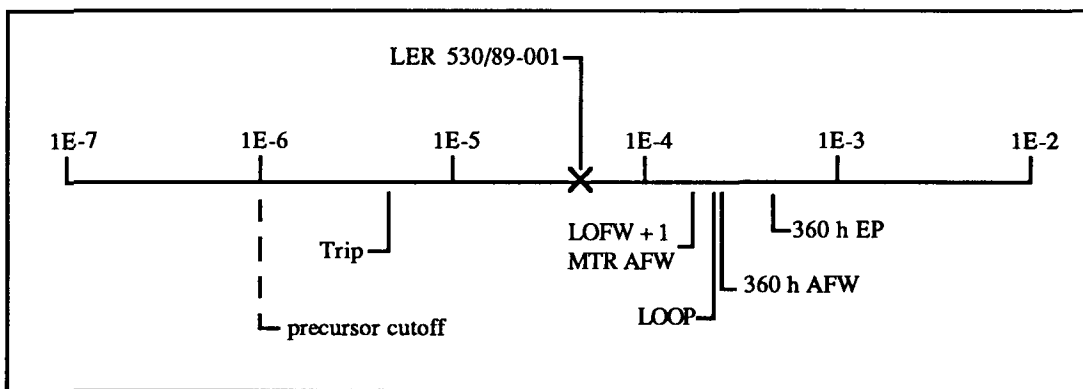 LER 530/89-001
1E-7 1E-6 1E-5 1E-4 1E-3 1E-2
Trip
LOFW + 1
MTR AFW
360 h EP
360 h AFW
LOOP
precursor cutoff